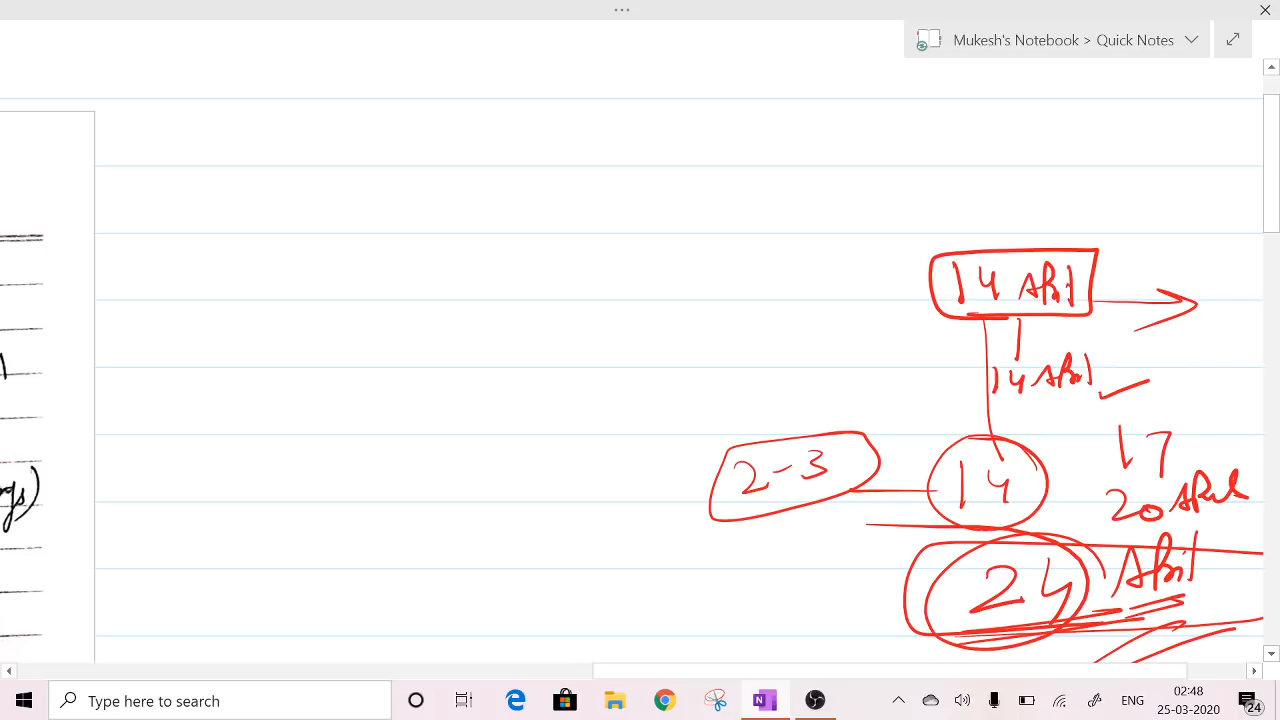 Mukesh's Notebook > Quick Notes
14 April
14 April
2-3
14
17
20 April
24 April
Type here to search
ENG
02:48
25-03-2020
24